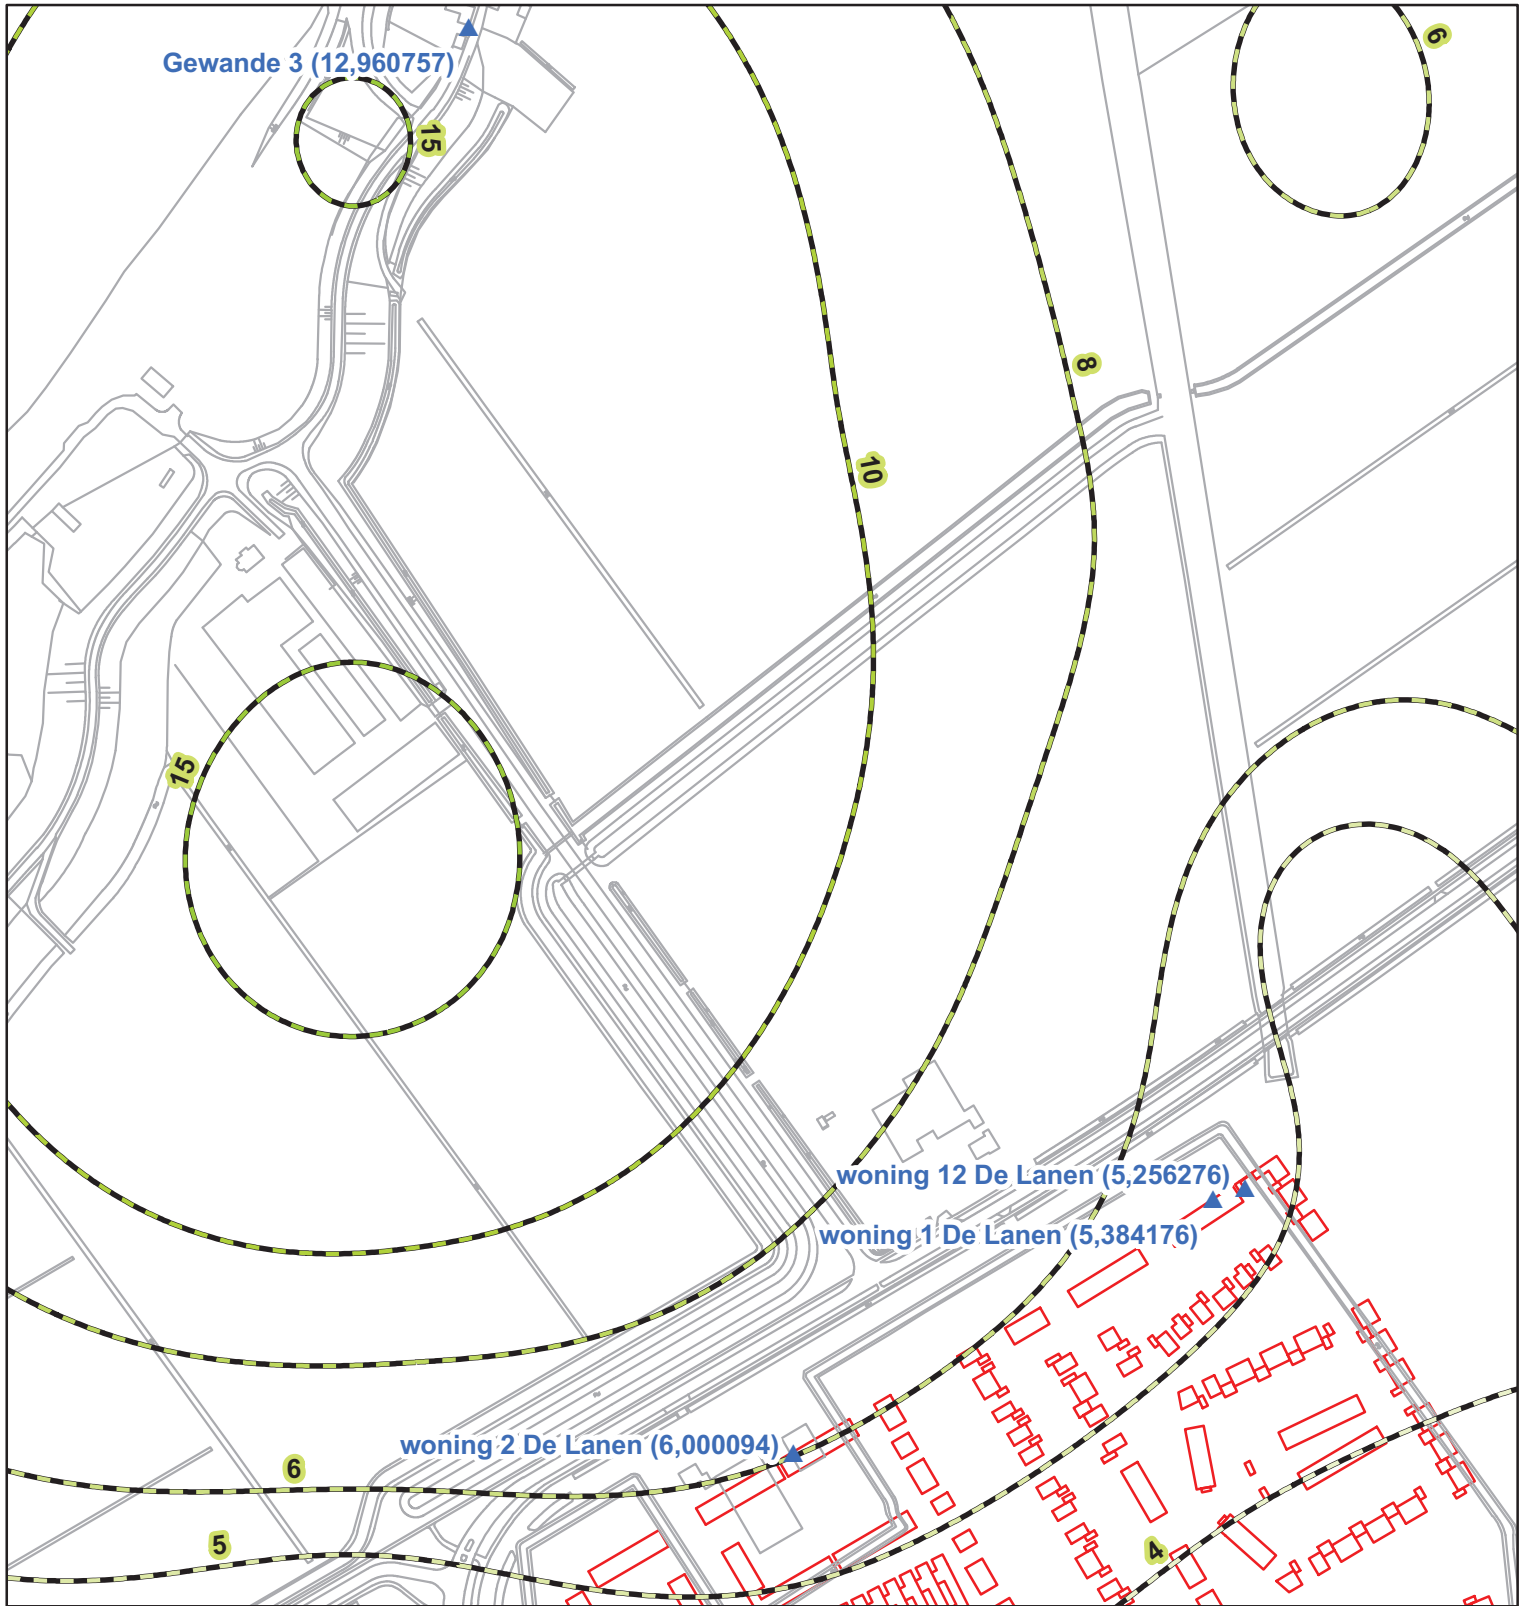 6
Gewande 3 (12,960757)
15
8
10
15
woning 12 De Lanen (5,256276)
woning 1 De Lanen (5,384176)
woning 2 De Lanen (6,000094)
6
5
4